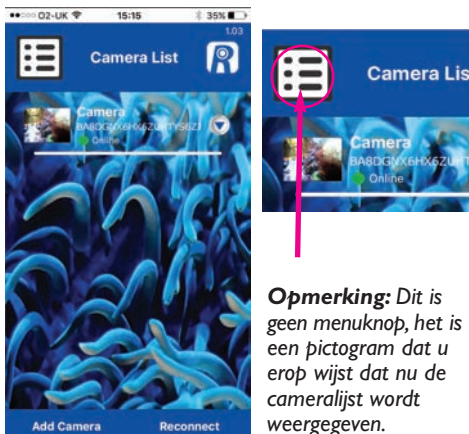 O2-UK 15:15 35%
1.03
Camera List
Camera
Online
Add Camera Reconnect
Camera Lis
Camera
Online
Opmerking: Dit is
geen menuknop, het is
een pictogram dat u
erop wijst dat nu de
cameralijst wordt
weergegeven.